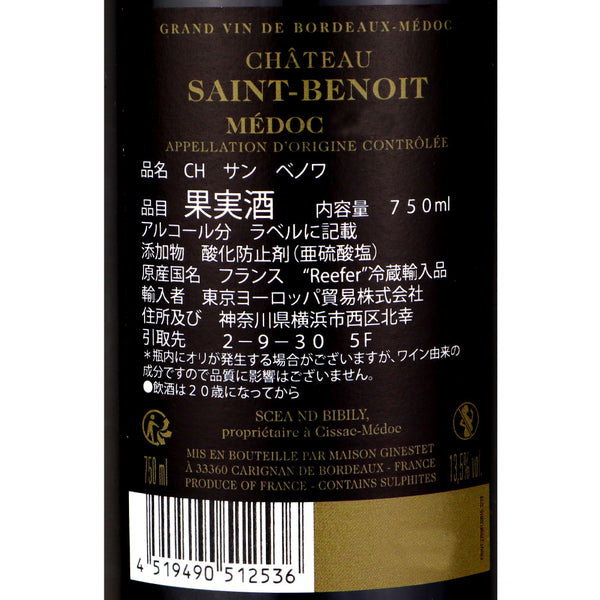 GRAND VIN DE BORDEAUX-MÉDOC
CHÂTEAU
SAINT-BENOIT
MÉDOC
APPELLATION D'ORIGINE CONTRÔLÉE
品名 CH サン ベノワ
品目 果実酒 内容量 750ml
アルコール分 ラベルに記載
添加物 酸化防止剤(亜硫酸塩)
原産国名 フランス “Reefer”冷蔵輸入品
輸入者 東京ヨーロッパ貿易株式会社
住所及び 神奈川県横浜市西区北幸
引取先 2-9-30 5F
*瓶内にオリが発生する場合がございますが、ワイン由来の
成分ですので品質に影響はございません。
●飲酒は20歳になってから
SCEA ND BIBILY,
propriétaire à Cissac-Médoc
MIS EN BOUTEILLE PAR MAISON GINESTET
À 33360 CARIGNAN DE BORDEAUX - FRANCE
PRODUCE OF FRANCE - CONTAINS SULPHITES
750 ml
13,5% vol.
4 519490 512536